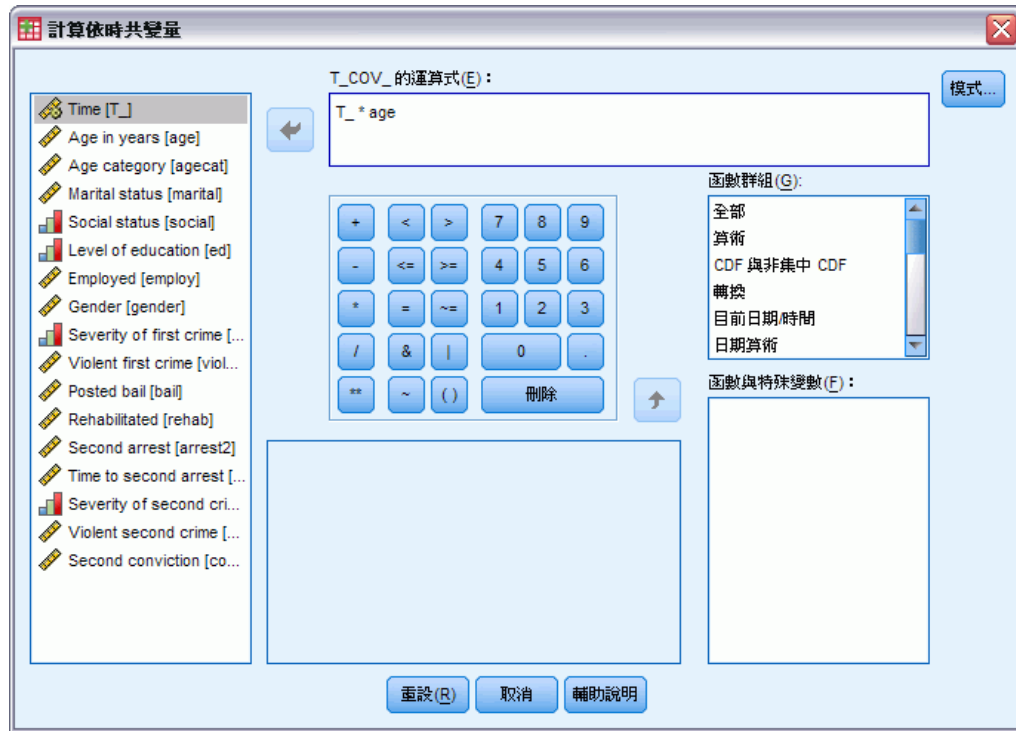 計算依時共變量
T_COV_ 的運算式(E)：
模式...
T_ * age
Time [T_]
Age in years [age]
Age category [agecat]
Marital status [marital]
Social status [social]
Level of education [ed]
Employed [employ]
Gender [gender]
Severity of first crime [...
Violent first crime [viol...
Posted bail [bail]
Rehabilitated [rehab]
Second arrest [arrest2]
Time to second arrest [...
Severity of second cri...
Violent second crime [...
Second conviction [co...
+ < > 7 8 9
- <= >= 4 5 6
* = ~= 1 2 3
/ & | 0 .
** ~ ( ) 刪除
函數群組(G):
全部
算術
CDF 與非集中 CDF
轉換
目前日期/時間
日期算術
函數與特殊變數(F)：
重設(R) 取消 輔助說明